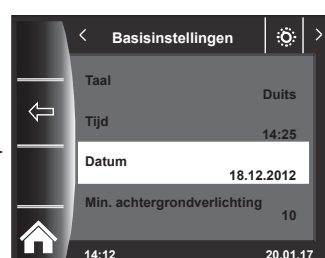 Basisinstellingen
Taal
Duits
Tijd
14:25
Datum
18.12.2012
Min. achtergrondverlichting
10
14:12 20.01.17